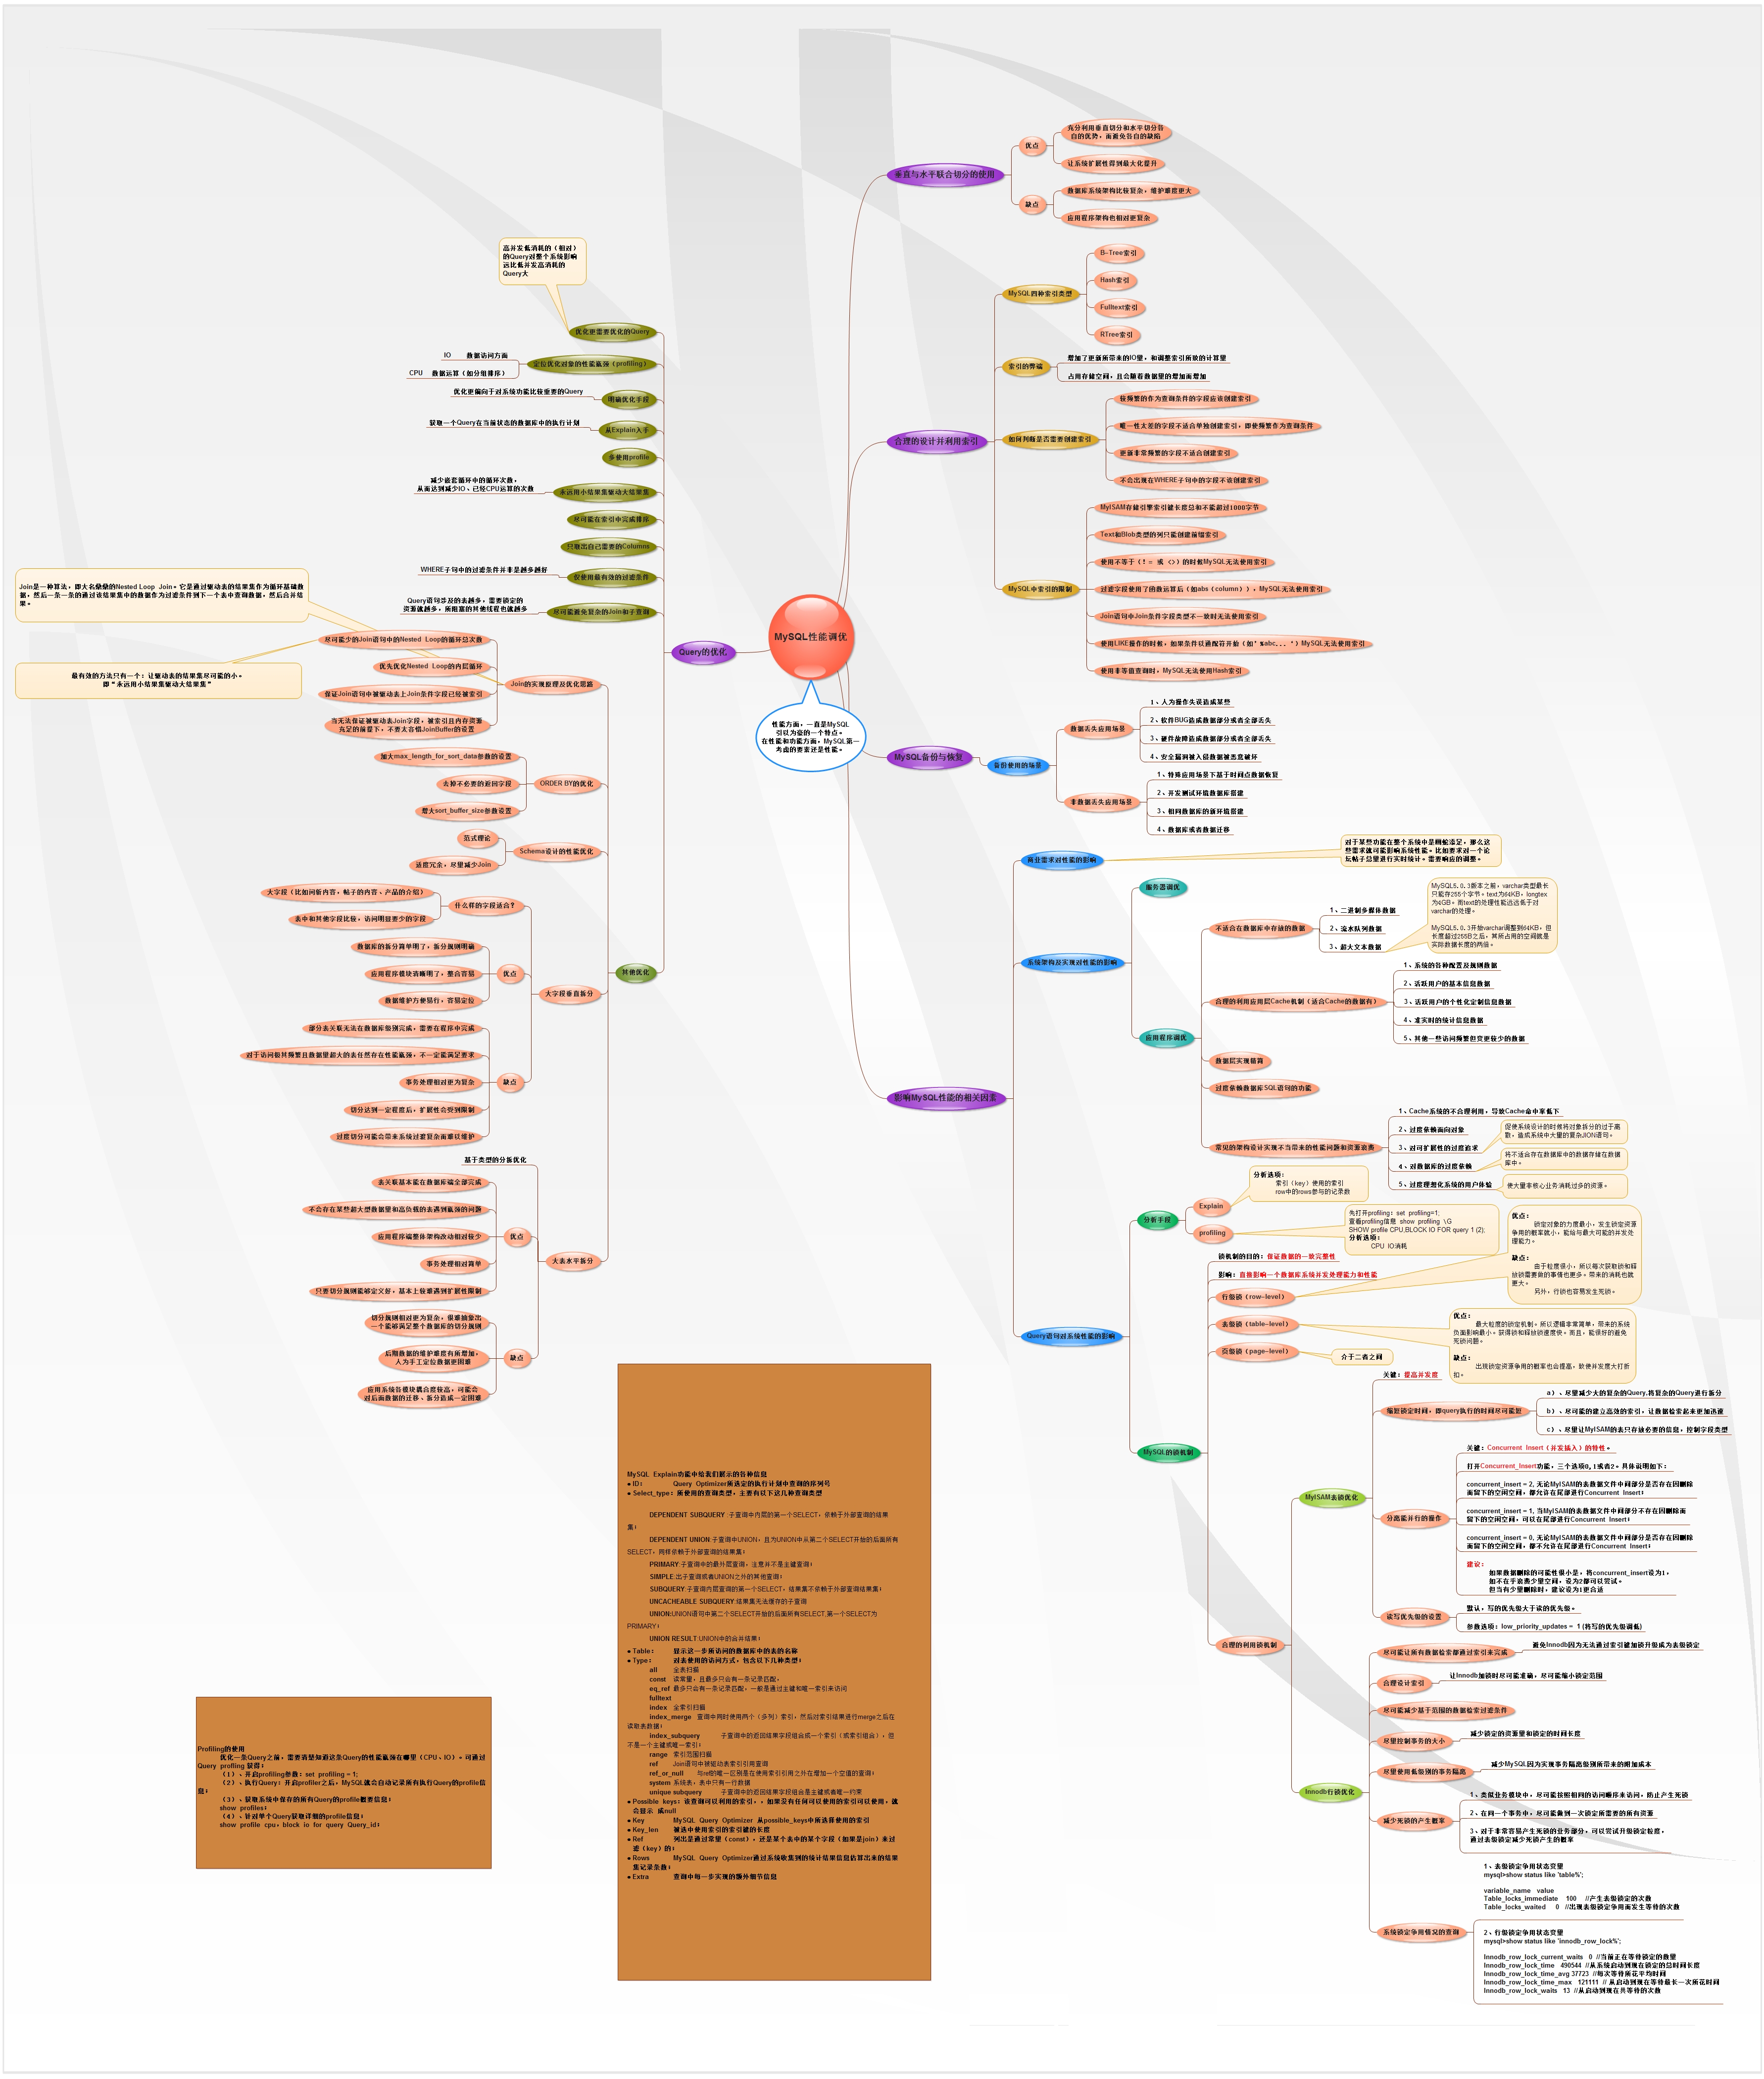 MySQL性能调优
性能方面,一直是MySQL
引以为豪的一个特点。
在性能和功能方面,MySQL第一
考虑的要素还是性能。
垂直与水平联合切分的使用
优点
充分利用垂直切分和水平切分各
自的优势,而避免各自的缺陷
让系统扩展性得到最大化提升
缺点
数据库系统架构比较复杂,维护难度更大
应用程序架构也相对更复杂
合理的设计并利用索引
MySQL四种索引类型
B-Tree索引
Hash索引
Fulltext索引
RTree索引
索引的弊端
增加了更新所带来的IO量,和调整索引所致的计算量
占用存储空间,且会随着数据量的增加而增加
如何判断是否需要创建索引
较频繁的作为查询条件的字段应该创建索引
唯一性太差的字段不适合单独创建索引,即使频繁作为查询条件
更新非常频繁的字段不适合创建索引
不会出现在WHERE子句中的字段不该创建索引
MySQL中索引的限制
MyISAM存储引擎索引键长度总和不能超过1000字节
Text和Blob类型的列只能创建前缀索引
使用不等于(!= 或 <>)的时候MySQL无法使用索引
过滤字段使用了函数运算后(如abs(column)),MySQL无法使用索引
Join语句中Join条件字段类型不一致时无法使用索引
使用LIKE操作的时候,如果条件以通配符开始(如'%abc...')MySQL无法使用索引
使用非等值查询时,MySQL无法使用Hash索引
MySQL备份与恢复
备份使用的场景
数据丢失应用场景
1、人为操作失误造成某些
2、软件BUG造成数据部分或者全部丢失
3、硬件故障造成数据部分或者全部丢失
4、安全漏洞被入侵数据被恶意破坏
非数据丢失应用场景
1、特殊应用场景下基于时间点数据恢复
2、开发测试环境数据库搭建
3、相同数据库的新环境搭建
4、数据库或者数据迁移
影响MySQL性能的相关因素
商业需求对性能的影响
对于某些功能在整个系统中是画蛇添足,那么这
些需求就可能影响系统性能。比如要求对一个论
坛帖子总量进行实时统计。需要响应的调整。
系统架构及实现对性能的影响
服务器调优
应用程序调优
不适合在数据库中存放的数据
1、二进制多媒体数据
2、流水队列数据
3、超大文本数据
MySQL5.0.3版本之前,varchar类型最长
只能存255个字节。text为64KB,longtex
为4GB。而text的处理性能远远低于对
varchar的处理。
MySQL5.0.3开始varchar调整到64KB,但
长度超过255B之后,其所占用的空间就是
实际数据长度的两倍。
合理的利用应用层Cache机制(适合Cache的数据有)
1、系统的各种配置及规则数据
2、活跃用户的基本信息数据
3、活跃用户的个性化定制信息数据
4、准实时的统计信息数据
5、其他一些访问频繁但变更较少的数据
数据层实现精简
过度依赖数据库SQL语句的功能
常见的架构设计实现不当带来的性能问题和资源浪费
1、Cache系统的不合理利用,导致Cache命中率低下
2、过度依赖面向对象
3、对可扩展性的过度追求
促使系统设计的时候将对象拆分的过于离
散,造成系统中大量的复杂JION语句。
4、对数据库的过度依赖
将不适合存在数据库中的数据存储在数据
库中。
5、过度理想化系统的用户体验
使大量非核心业务消耗过多的资源。
Query语句对系统性能的影响
分析手段
Explain
分析选项:
索引(key)使用的索引
row中的rows参与的记录数
profiling
先打开profiling: set profiling=1;
查看profiling信息 show profiling \G
SHOW profile CPU,BLOCK IO FOR query 1 (2);
分析选项:
CPU IO消耗
MySQL的锁机制
锁机制的目的:保证数据的一致完整性
影响:直接影响一个数据库系统并发处理能力和性能
行级锁(row-level)
优点:
锁定对象的力度最小,发生锁定资源
争用的概率就小,能给与最大可能的并发处
理能力。
缺点:
由于粒度很小,所以每次获取锁和释
放锁需要做的事情也更多。带来的消耗也就
更大。
另外,行锁也容易发生死锁。
表级锁(table-level)
优点:
最大粒度的锁定机制。所以逻辑非常简单,带来的系统
负面影响最小。获得锁和释放锁速度快。而且,能很好的避免
死锁问题。
缺点:
出现锁定资源争用的概率也会提高,致使并发度大打折
扣。
页级锁(page-level)
介于二者之间
合理的利用锁机制
MyISAM表锁优化
关键:提高并发度
缩短锁定时间,即query执行的时间尽可能短
a)、尽量减少大的复杂的Query,将复杂的Query进行拆分
b)、尽可能的建立高效的索引,让数据检索起来更加迅速
c)、尽量让MyISAM的表只存放必要的信息,控制字段类型
分离能并行的操作
关键:Concurrent Insert(并发插入)的特性。
打开Concurrent_Insert功能,三个选项0,1或者2。具体说明如下:
concurrent_insert = 2, 无论MyISAM的表数据文件中间部分是否存在因删除
而留下的空闲空间,都允许在尾部进行Concurrent Insert;
concurrent_insert = 1, 当MyISAM的表数据文件中间部分不存在因删除而
留下的空闲空间,可以在尾部进行Concurrent Insert;
concurrent_insert = 0, 无论MyISAM的表数据文件中间部分是否存在因删除
而留下的空闲空间,都不允许在尾部进行Concurrent Insert;
建议:
如果数据删除的可能性很小是,将concurrent_insert设为1,
如不在乎浪费少量空间,设为2都可以尝试。
但当有少量删除时,建议设为1更合适
读写优先级的设置
默认,写的优先级大于读的优先级。
参数选项:low_priority_updates = 1 (将写的优先级调低)
Innodb行锁优化
尽可能让所有数据检索都通过索引来完成
避免Innodb因为无法通过索引键加锁升级成为表级锁定
合理设计索引
让Innodb加锁时尽可能准确,尽可能缩小锁定范围
尽可能减少基于范围的数据检索过滤条件
尽量控制事务的大小
减少锁定的资源量和锁定的时间长度
尽量使用低级别的事务隔离
减少MySQL因为实现事务隔离级别所带来的附加成本
减少死锁的产生概率
1、类似业务模块中,尽可能按照相同的访问顺序来访问,防止产生死锁
2、在同一个事务中,尽可能做到一次锁定所需要的所有资源
3、对于非常容易产生死锁的业务部分,可以尝试升级锁定粒度,
通过表级锁定减少死锁产生的概率
系统锁定争用情况的查询
1、表级锁定争用状态变量
mysql>show status like 'table%';
variable_name value
Table_locks_immediate 100 //产生表级锁定的次数
Table_locks_waited 0 //出现表级锁定争用而发生等待的次数
2、行级锁定争用状态变量
mysql>show status like 'innodb_row_lock%';
Innodb_row_lock_current_waits 0 //当前正在等待锁定的数量
Innodb_row_lock_time 490544 //从系统启动到现在锁定的总时间长度
Innodb_row_lock_time_avg 37723 //每次等待所花平均时间
Innodb_row_lock_time_max 121111 // 从启动到现在等待最长一次所花时间
Innodb_row_lock_waits 13 //从启动到现在共等待的次数
Query的优化
高并发低消耗的(相对)
的Query对整个系统影响
远比低并发高消耗的
Query大
优化更需要优化的Query
定位优化对象的性能瓶颈(profiling)
IO 数据访问方面
CPU 数据运算(如分组排序)
明确优化手段
优化更偏向于对系统功能比较重要的Query
从Explain入手
获取一个Query在当前状态的数据库中的执行计划
多使用profile
永远用小结果集驱动大结果集
减少嵌套循环中的循环次数,
从而达到减少IO、已经CPU运算的次数
尽可能在索引中完成排序
只取出自己需要的Columns
仅使用最有效的过滤条件
WHERE子句中的过滤条件并非是越多越好
尽可能避免复杂的Join和子查询
Query语句涉及的表越多,需要锁定的
资源就越多,所阻塞的其他线程也就越多
其他优化
Join的实现原理及优化思路
Join是一种算法,即大名鼎鼎的Nested Loop Join。它是通过驱动表的结果集作为循环基础数
据,然后一条一条的通过该结果集中的数据作为过滤条件到下一个表中查询数据,然后合并结
果。
尽可能少的Join语句中的Nested Loop的循环总次数
最有效的方法只有一个:让驱动表的结果集尽可能的小。
即“永远用小结果集驱动大结果集”
优先优化Nested Loop的内层循环
保证Join语句中被驱动表上Join条件字段已经被索引
当无法保证被驱动表Join字段,被索引且内存资源
充足的前提下,不要太吝惜JoinBuffer的设置
ORDER BY的优化
加大max_length_for_sort_data参数的设置
去掉不必要的返回字段
增大sort_buffer_size参数设置
Schema设计的性能优化
范式理论
适度冗余,尽量减少Join
大字段垂直拆分
什么样的字段适合?
大字段(比如间新内容,帖子的内容、产品的介绍)
表中和其他字段比较,访问明显要少的字段
优点
数据库的拆分简单明了,拆分规则明确
应用程序模块清晰明了,整合容易
数据维护方便易行,容易定位
缺点
部分表关联无法在数据库级别完成,需要在程序中完成
对于访问极其频繁且数据量超大的表任然存在性能瓶颈,不一定能满足要求
事务处理相对更为复杂
切分达到一定程度后,扩展性会受到限制
过度切分可能会带来系统过渡复杂而难以维护
大表水平拆分
基于类型的分拆优化
优点
表关联基本能在数据库端全部完成
不会存在某些超大型数据量和高负载的表遇到瓶颈的问题
应用程序端整体架构改动相对较少
事务处理相对简单
只要切分规则能够定义好,基本上较难遇到扩展性限制
缺点
切分规则相对更为复杂,很难抽象出
一个能够满足整个数据库的切分规则
后期数据的维护难度有所增加,
人为手工定位数据更困难
应用系统各模块耦合度较高,可能会
对后面数据的迁移、拆分造成一定困难
MySQL Explain功能中给我们展示的各种信息
● ID: Query Optimizer所选定的执行计划中查询的序列号
● Select_type:所使用的查询类型,主要有以下这几种查询类型
DEPENDENT SUBQUERY:子查询中内层的第一个SELECT,依赖于外部查询的结果
集;
DEPENDENT UNION:子查询中UNION,且为UNION中从第二个SELECT开始的后面所有
SELECT,同样依赖于外部查询的结果集;
PRIMARY:子查询中的最外层查询,注意并不是主键查询;
SIMPLE:出子查询或者UNION之外的其他查询;
SUBQUERY:子查询内层查询的第一个SELECT,结果集不依赖于外部查询结果集;
UNCACHEABLE SUBQUERY:结果集无法缓存的子查询
UNION:UNION语句中第二个SELECT开始的后面所有SELECT,第一个SELECT为
PRIMARY;
UNION RESULT:UNION中的合并结果;
● Table: 显示这一步所访问的数据库中的表的名称
● Type: 对表使用的访问方式,包含以下几种类型:
all 全表扫描
const 读常量,且最多只会有一条记录匹配。
eq_ref 最多只会有一条记录匹配,一般是通过主键和唯一索引来访问
fulltext
index 全索引扫描
index_merge 查询中同时使用两个(多列)索引,然后对索引结果进行merge之后在
读取表数据;
index_subquery 子查询中的返回结果字段组合成一个索引(或索引组合),但
不是一个主键或唯一索引;
range 索引范围扫描
ref Join语句中被驱动表索引引用查询
ref_or_null 与ref的唯一区别是在使用索引引用之外在增加一个空值的查询;
system 系统表,表中只有一行数据
unique subquery 子查询中的返回结果字段组合是主键或者唯一约束
● Possible keys:该查询可以利用的索引,,如果没有任何可以使用的索引可以使用,就
会显示 成null
● Key MySQL Query Optimizer 从possible_keys中所选择使用的索引
● Key_len 被选中使用索引的索引键的长度
● Ref 列出是通过常量(const),还是某个表中的某个字段(如果是join)来过
滤(key)的;
● Rows MySQL Query Optimizer通过系统收集到的统计结果信息估算出来的结果
集记录条数;
● Extra 查询中每一步实现的额外细节信息
Profiling的使用
优化一条Query之前,需要清楚知道这条Query的性能瓶颈在哪里(CPU、IO)。可通过
Query profling 获得:
(1)、开启profiling参数:set profiling = 1;
(2)、执行Query;开启profiler之后,MySQL就会自动记录所有执行Query的profile信
息;
(3)、获取系统中保存的所有Query的profile概要信息;
show profiles;
(4)、针对单个Query获取详细的profile信息;
show profile cpu,block io for query Query_id;